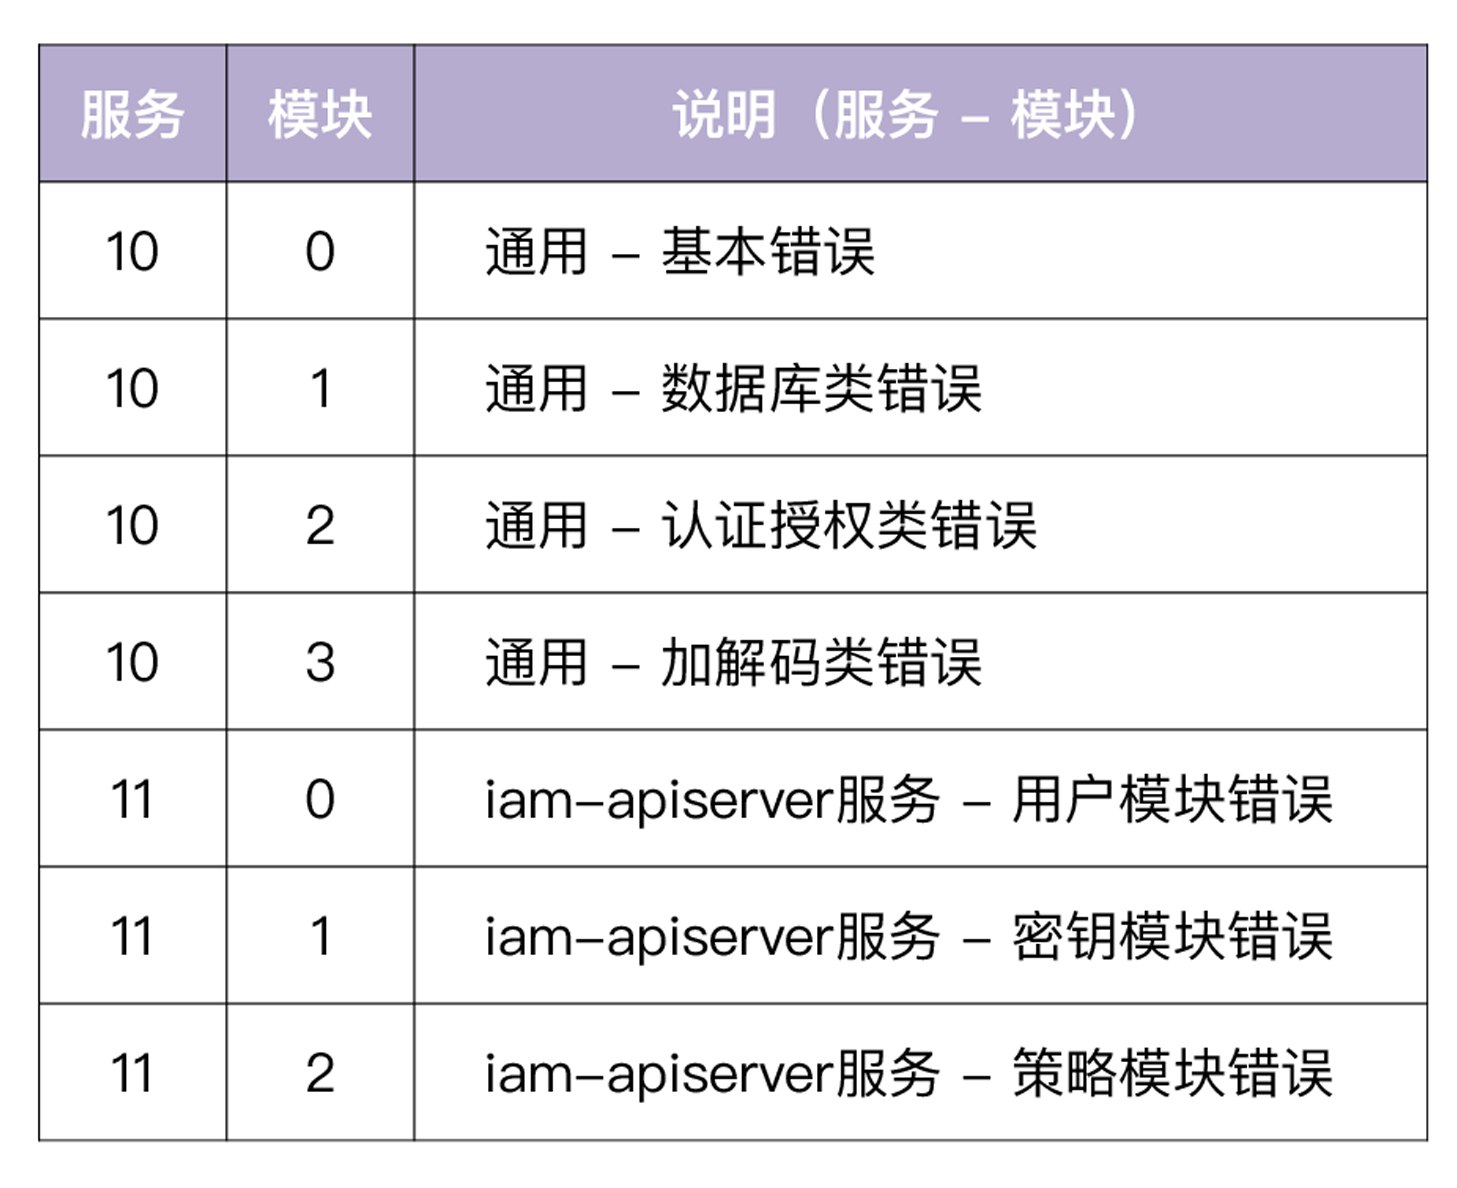 服务 模块 说明（服务 – 模块）
10 0 通用 – 基本错误
10 1 通用 – 数据库类错误
10 2 通用 – 认证授权类错误
10 3 通用 – 加解码类错误
11 0 iam–apiserver服务 – 用户模块错误
11 1 iam–apiserver服务 – 密钥模块错误
11 2 iam–apiserver服务 – 策略模块错误